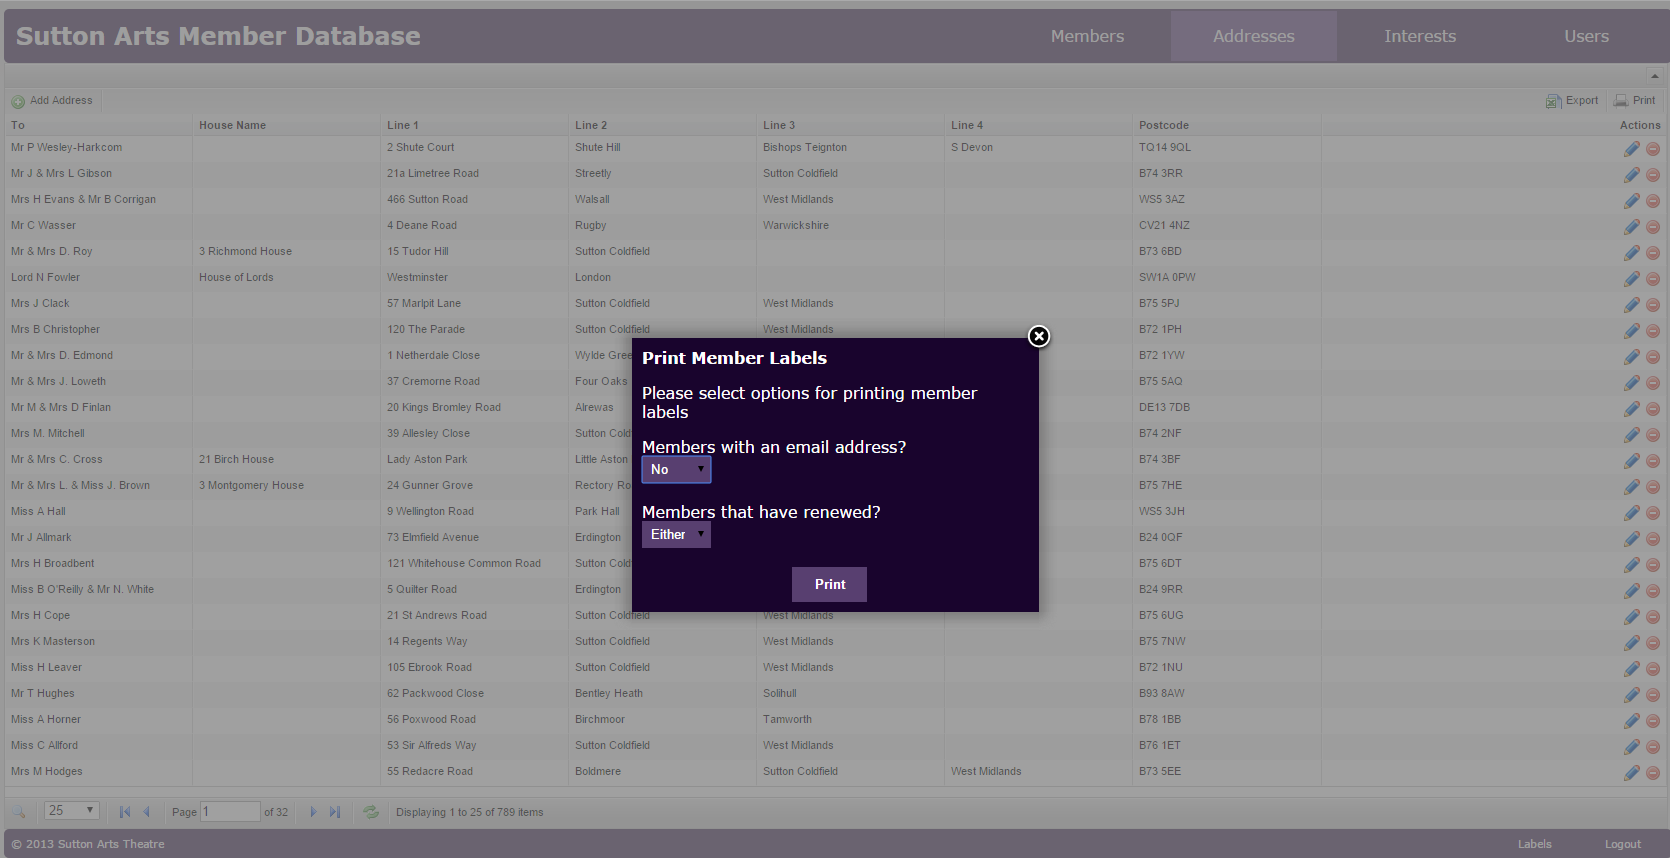 Sutton Arts Member Database Members Addresses Interests Users
Add Address Export Print
To House Name Line 1 Line 2 Line 3 Line 4 Postcode Actions
Mr P Wesley-Harkcom 2 Shute Court Shute Hill Bishops Teignton S Devon TQ14 9QL
Mr J & Mrs L Gibson 21a Limetree Road Streetly Sutton Coldfield B74 3RR
Mrs H Evans & Mr B Corrigan 466 Sutton Road Walsall West Midlands WS5 3AZ
Mr C Wasser 4 Deane Road Rugby Warwickshire CV21 4NZ
Mr & Mrs D. Roy 3 Richmond House 15 Tudor Hill Sutton Coldfield B73 6BD
Lord N Fowler House of Lords Westminster London SW1A 0PW
Mrs J Clack 57 Marlpit Lane Sutton Coldfield West Midlands B75 5PJ
Mrs B Christopher 120 The Parade Sutton Coldfield West Midlands B72 1PH
Mr & Mrs D. Edmond 1 Netherdale Close Wylde Gree B72 1YW
Mr & Mrs J. Loweth 37 Cremorne Road Four Oaks B75 5AQ
Mr M & Mrs D Finlan 20 Kings Bromley Road Alrewas DE13 7DB
Mrs M. Mitchell 39 Allesley Close Sutton Cold B74 2NF
Mr & Mrs C. Cross 21 Birch House Lady Aston Park Little Aston B74 3BF
Mr & Mrs L. & Miss J. Brown 3 Montgomery House 24 Gunner Grove Rectory Ro B75 7HE
Miss A Hall 9 Wellington Road Park Hall WS5 3JH
Mr J Allmark 73 Elmfield Avenue Erdington B24 0QF
Mrs H Broadbent 121 Whitehouse Common Road Sutton Cold B75 6DT
Miss B O'Reilly & Mr N. White 5 Quilter Road Erdington B24 9RR
Mrs H Cope 21 St Andrews Road Sutton Coldfield West Midlands B75 6UG
Mrs K Masterson 14 Regents Way Sutton Coldfield West Midlands B75 7NW
Miss H Leaver 105 Ebrook Road Sutton Coldfield West Midlands B72 1NU
Mr T Hughes 62 Packwood Close Bentley Heath Solihull B93 8AW
Miss A Horner 56 Poxwood Road Birchmoor Tamworth B78 1BB
Miss C Allford 53 Sir Alfreds Way Sutton Coldfield West Midlands B76 1ET
Mrs M Hodges 55 Redacre Road Boldmere Sutton Coldfield West Midlands B73 5EE
Print Member Labels
Please select options for printing member
labels
Members with an email address?
No
Members that have renewed?
Either
Print
25 Page 1 of 32 Displaying 1 to 25 of 789 items
© 2013 Sutton Arts Theatre Labels Logout